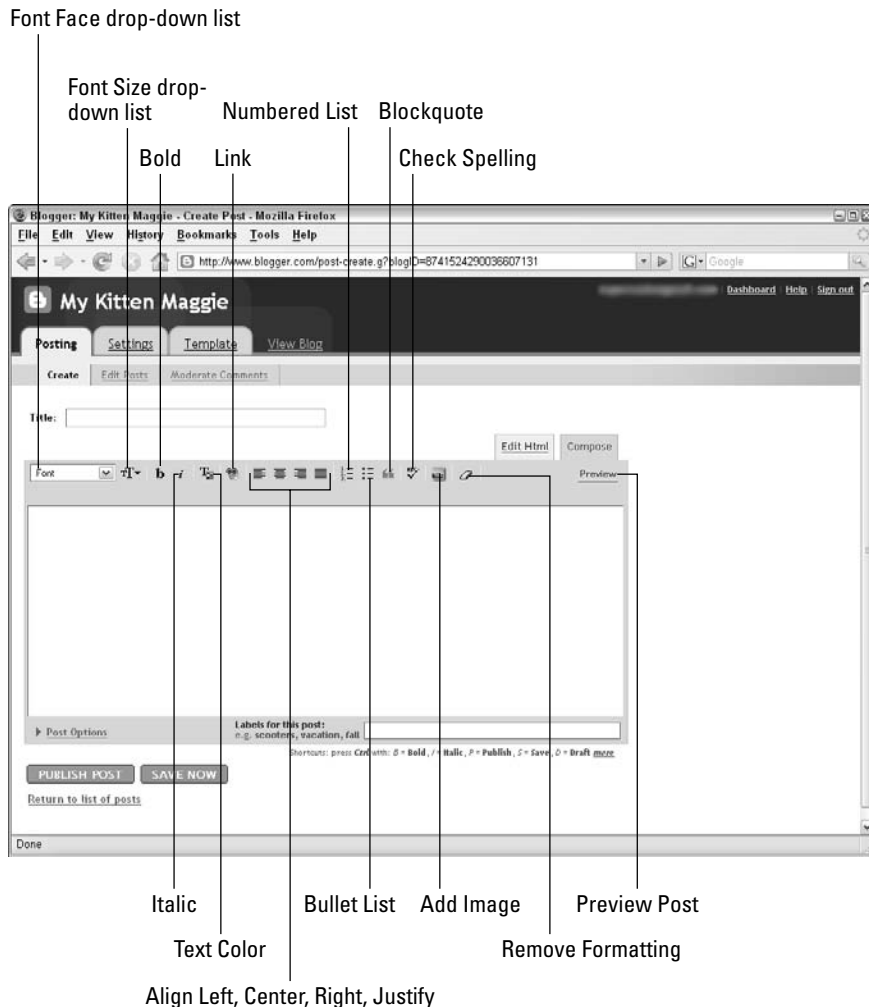 Font Face drop-down list
Font Size drop-
down list
Numbered List
Blockquote
Bold
Link
Check Spelling
Blogger: My Kitten Maggie - Create Post - Mozilla Firefox
File Edit View History Bookmarks Tools Help
http://www.blogger.com/post-create.g?blogID=8741524290036607131
Google
My Kitten Maggie
Dashboard Help Sign out
Posting Settings Template View Blog
Create Edit Posts Moderate Comments
Title:
Edit Html Compose
Font
Preview
Post Options
Labels for this post:
e.g. scooters, vacation, fall
Shortcuts: press Ctrl with: B = Bold, I = Italic, P = Publish, S = Save, D = Draft more
PUBLISH POST SAVE NOW
Return to list of posts
Done
Italic
Bullet List
Add Image
Preview Post
Text Color
Remove Formatting
Align Left, Center, Right, Justify